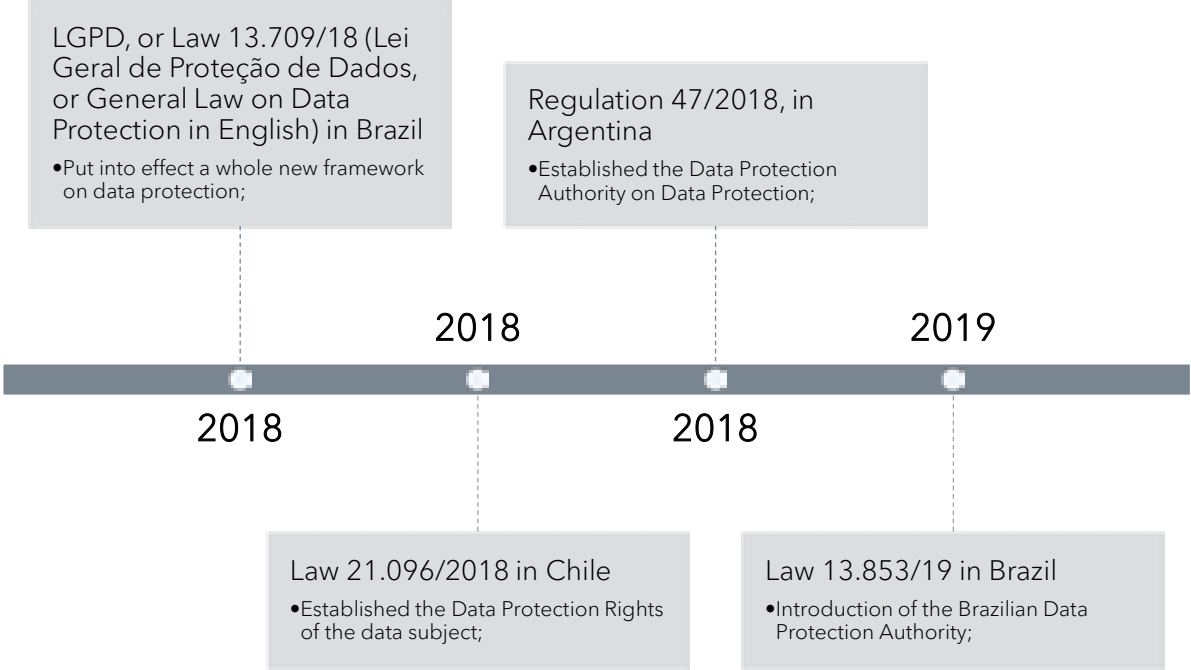 LGPD, or Law 13.709/18 (Lei
Geral de Proteção de Dados,
or General Law on Data
Protection in English) in Brazil
•Put into effect a whole new framework
on data protection;
2018
2018
Law 21.096/2018 in Chile
•Established the Data Protection Rights
of the data subject;
Regulation 47/2018, in
Argentina
•Established the Data Protection
Authority on Data Protection;
2018
2019
Law 13.853/19 in Brazil
•Introduction of the Brazilian Data
Protection Authority;